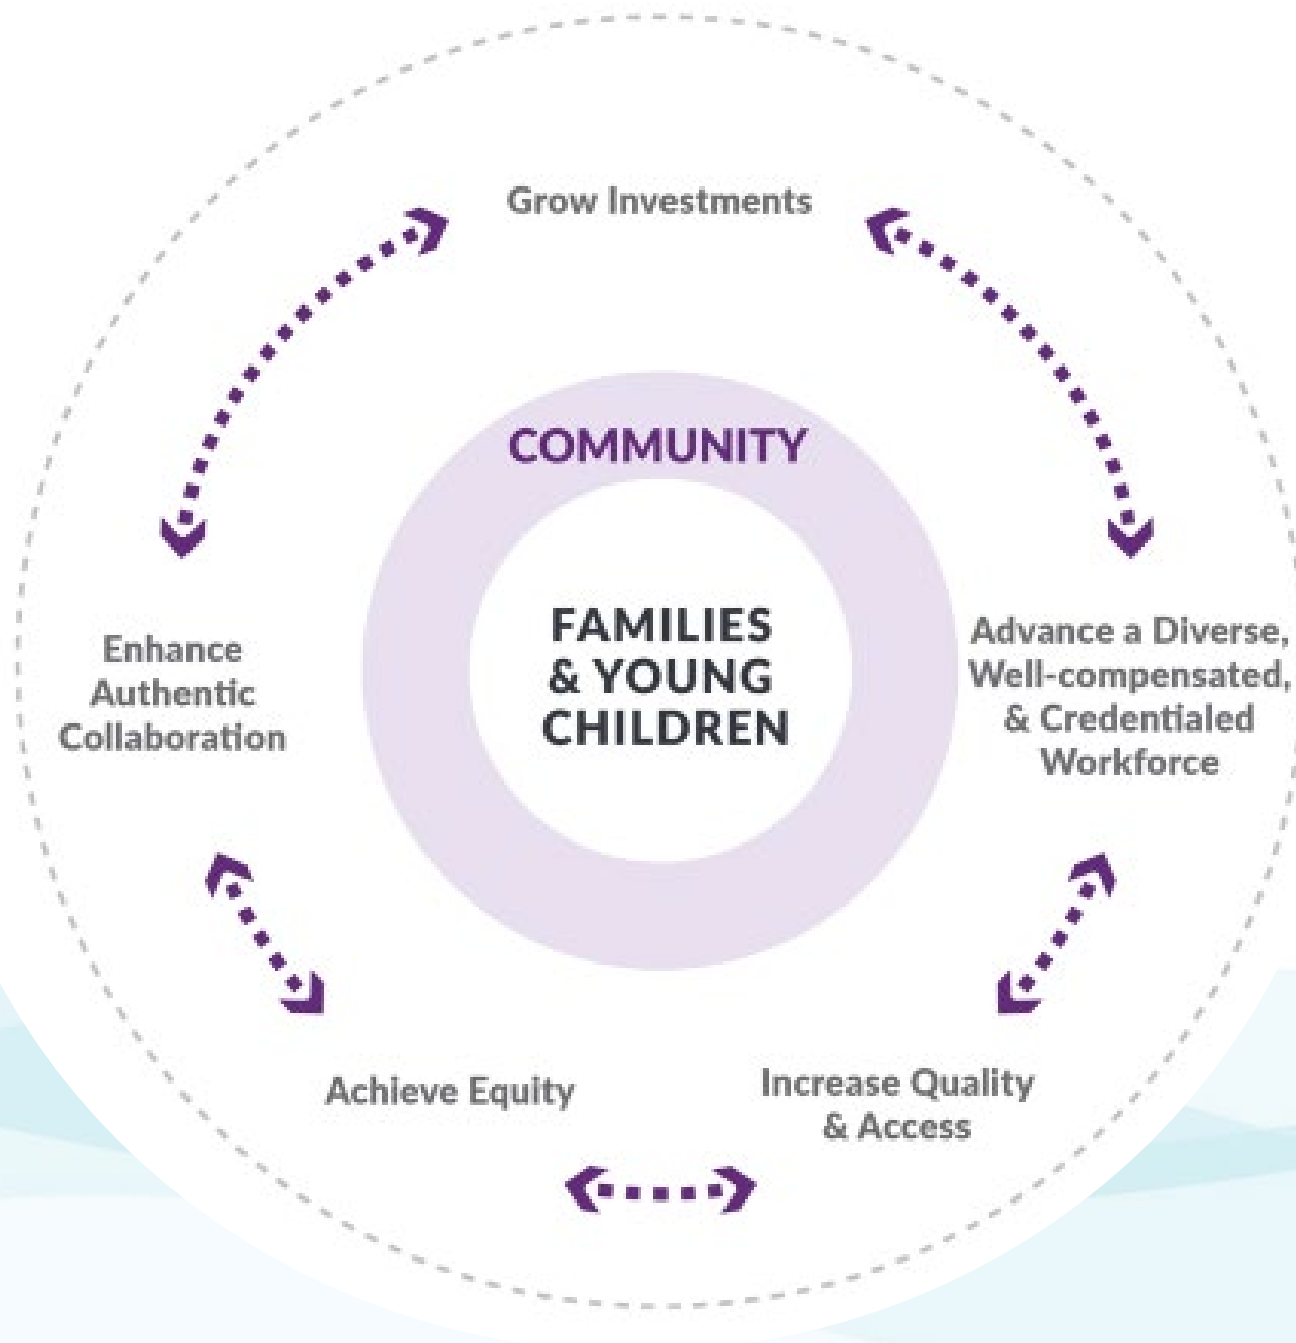 Grow Investments
COMMUNITY
FAMILIES
& YOUNG
CHILDREN
Enhance
Authentic
Collaboration
Advance a Diverse,
Well-compensated,
& Credentialed
Workforce
Achieve Equity
Increase Quality
& Access